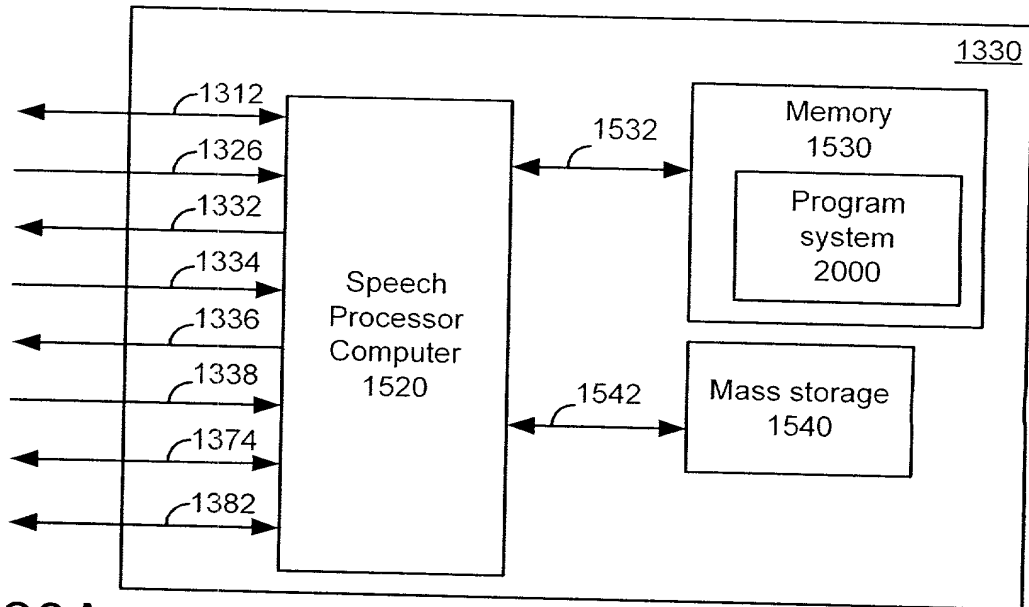 1330
1312
1326
1332
1334
1336
1338
1374
1382
Speech
Processor
Computer
1520
1532
1542
Memory
1530
Program
system
2000
Mass storage
1540